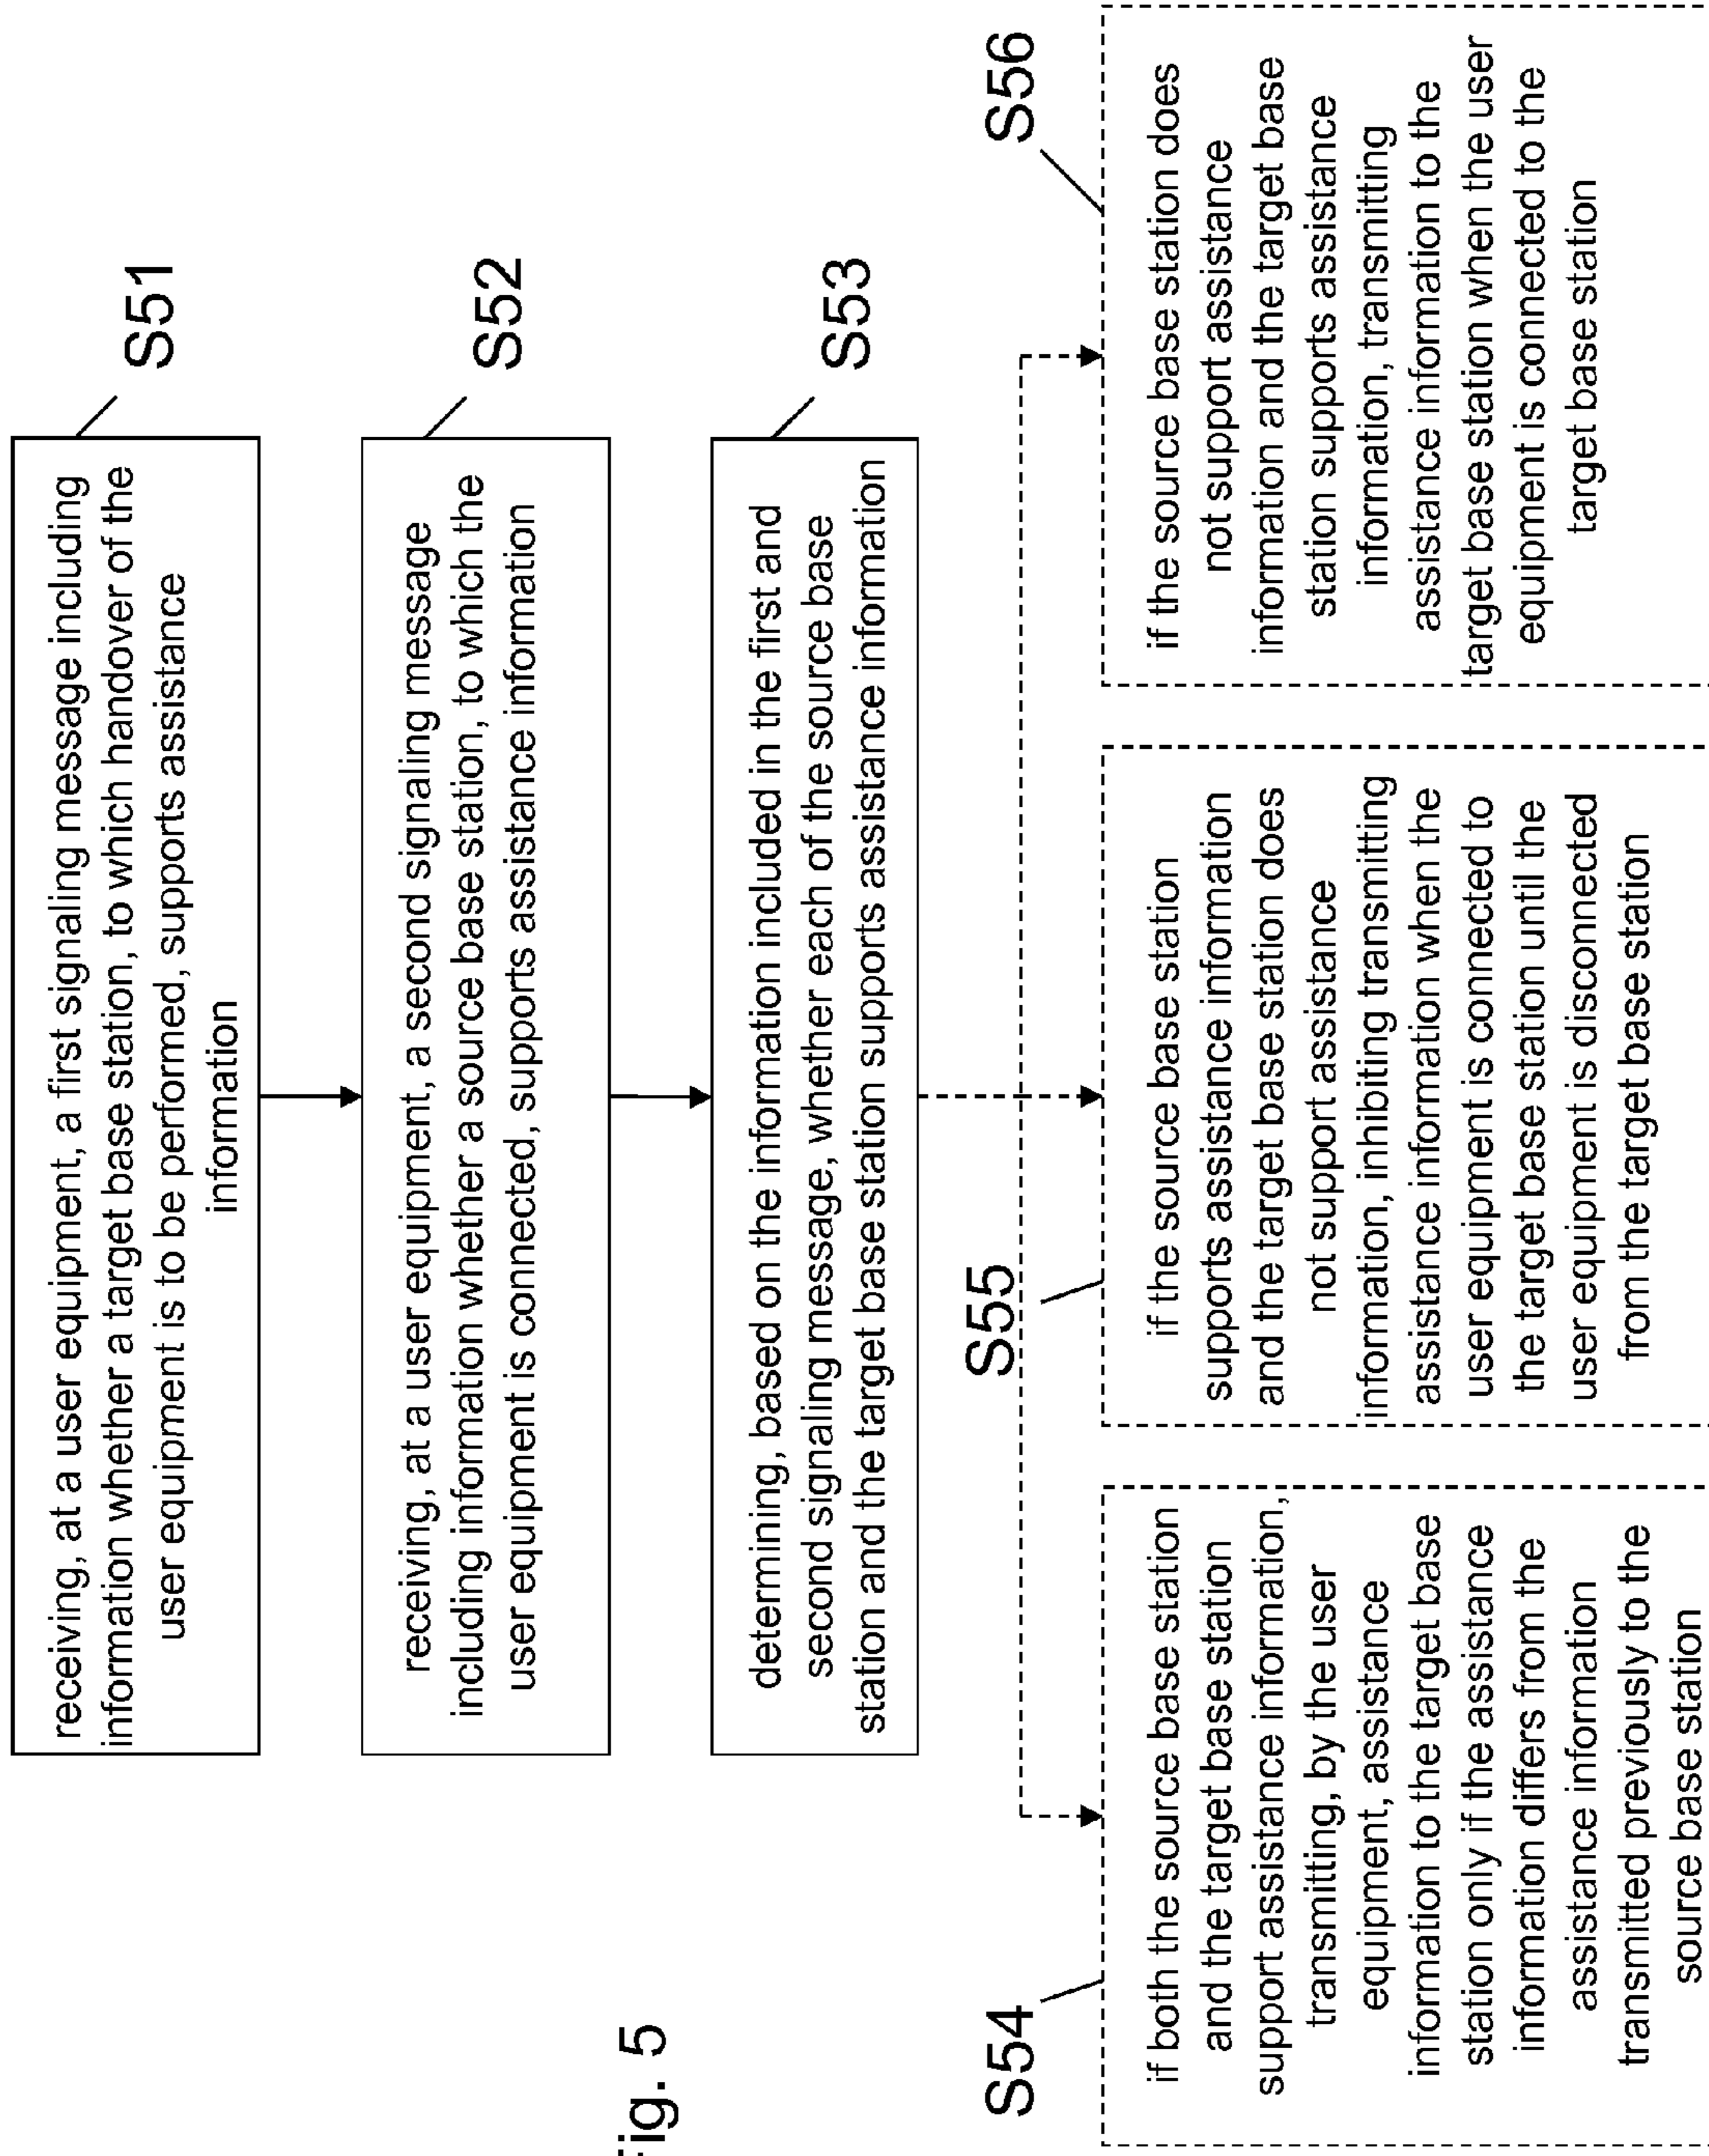 receiving, at a user equipment, a first signaling message including
information whether a target base station, to which handover of the
user equipment is to be performed, supports assistance
information
S51
receiving, at a user equipment, a second signaling message
including information whether a source base station, to which the
user equipment is connected, supports assistance information
S52
determining, based on the information included in the first and
second signaling message, whether each of the source base
station and the target base station supports assistance information
S53
Fig. 5
S54
if both the source base station
and the target base station
support assistance information,
transmitting, by the user
equipment, assistance
information to the target base
station only if the assistance
information differs from the
assistance information
transmitted previously to the
source base station
S55
if the source base station
supports assistance information
and the target base station does
not support assistance
information, inhibiting transmitting
assistance information when the
user equipment is connected to
the target base station until the
user equipment is disconnected
from the target base station
S56
if the source base station does
not support assistance
information and the target base
station supports assistance
information, transmitting
assistance information to the
target base station when the user
equipment is connected to the
target base station